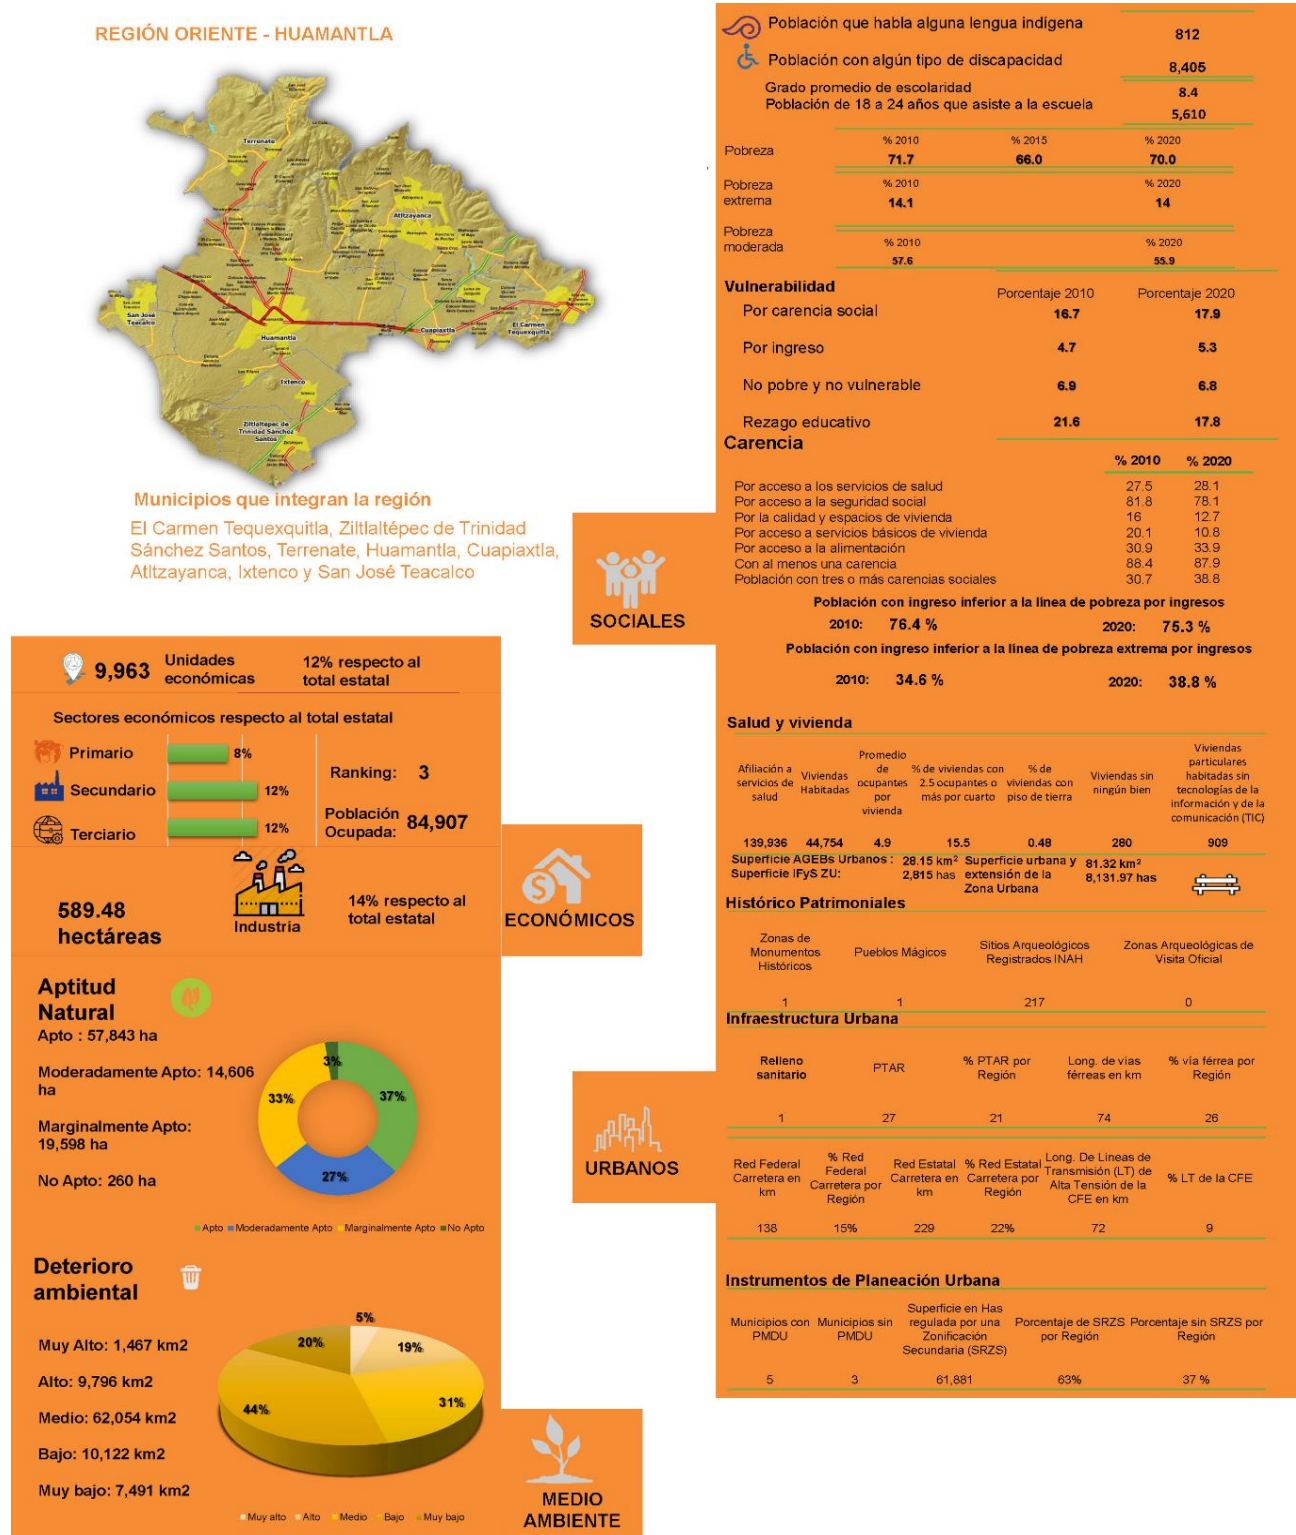 REGIÓN ORIENTE - HUAMANTLA
Terrenate
Atltzayanca
San José
Teacalco
Huamantla
Cuapiaxtla
El Carmen
Tequexquitla
Ixtenco
Ziltlaltepec de
Trinidad Sánchez
Santos
Municipios que integran la región
El Carmen Tequexquitla, Ziltlaltépec de Trinidad
Sánchez Santos, Terrenate, Huamantla, Cuapiaxtla,
Atltzayanca, Ixtenco y San José Teacalco
9,963 Unidades económicas 12% respecto al total estatal
Sectores económicos respecto al total estatal
Primario 8%
Secundario 12%
Terciario 12%
Ranking: 3
Población Ocupada: 84,907
589.48 hectáreas
Industria
14% respecto al total estatal
ECONÓMICOS
Aptitud
Natural
Apto : 57,843 ha
Moderadamente Apto: 14,606
ha
Marginalmente Apto:
19,598 ha
No Apto: 260 ha
3%
37%
33%
27%
Apto Moderadamente Apto Marginalmente Apto No Apto
Deterioro
ambiental
Muy Alto: 1,467 km2
Alto: 9,796 km2
Medio: 62,054 km2
Bajo: 10,122 km2
Muy bajo: 7,491 km2
5%
19%
31%
44%
20%
Muy alto Alto Medio Bajo Muy bajo
MEDIO
AMBIENTE
SOCIALES
Población que habla alguna lengua indigena 812
Población con algún tipo de discapacidad 8,405
Grado promedio de escolaridad 8.4
Población de 18 a 24 años que asiste a la escuela 5,610
% 2010 % 2015 % 2020
Pobreza 71.7 66.0 70.0
Pobreza extrema % 2010 % 2020
14.1 14
Pobreza moderada % 2010 % 2020
57.6 55.9
Vulnerabilidad Porcentaje 2010 Porcentaje 2020
Por carencia social 16.7 17.9
Por ingreso 4.7 5.3
No pobre y no vulnerable 6.9 6.8
Rezago educativo 21.6 17.8
Carencia
% 2010 % 2020
Por acceso a los servicios de salud 27.5 28.1
Por acceso a la seguridad social 81.8 78.1
Por la calidad y espacios de vivienda 16 12.7
Por acceso a servicios básicos de vivienda 20.1 10.8
Por acceso a la alimentación 30.9 33.9
Con al menos una carencia 88.4 87.9
Población con tres o más carencias sociales 30.7 38.8
Población con ingreso inferior a la línea de pobreza por ingresos
2010: 76.4 % 2020: 75.3 %
Población con ingreso inferior a la línea de pobreza extrema por ingresos
2010: 34.6 % 2020: 38.8 %
Salud y vivienda
Afiliación a servicios de salud
Viviendas Habitadas
Promedio de ocupantes por vivienda
% de viviendas con 2.5 ocupantes o más por cuarto
% de viviendas con piso de tierra
Viviendas sin ningún bien
Viviendas particulares habitadas sin tecnologías de la información y de la comunicación (TIC)
139,936 44,754 4.9 15.5 0.48 280 909
Superficie AGEBs Urbanos : 28.15 km²
Superficie IFyS ZU: 2,815 has
Superficie urbana y extensión de la Zona Urbana 81.32 km²
8,131.97 has
Histórico Patrimoniales
Zonas de Monumentos Históricos
Pueblos Mágicos
Sitios Arqueológicos Registrados INAH
Zonas Arqueológicas de Visita Oficial
1 1 217 0
Infraestructura Urbana
Relleno sanitario
PTAR
% PTAR por Región
Long. de vías férreas en km
% vía férrea por Región
1 27 21 74 26
Red Federal Carretera en km
% Red Federal Carretera por Región
Red Estatal Carretera en km
% Red Estatal Carretera por Región
Long. De Líneas de Transmisión (LT) de Alta Tensión de la CFE en km
% LT de la CFE
138 15% 229 22% 72 9
URBANOS
Instrumentos de Planeación Urbana
Municipios con PMDU
Municipios sin PMDU
Superficie en Has regulada por una Zonificación Secundaria (SRZS)
Porcentaje de SRZS por Región
Porcentaje sin SRZS por Región
5 3 61,881 63% 37 %